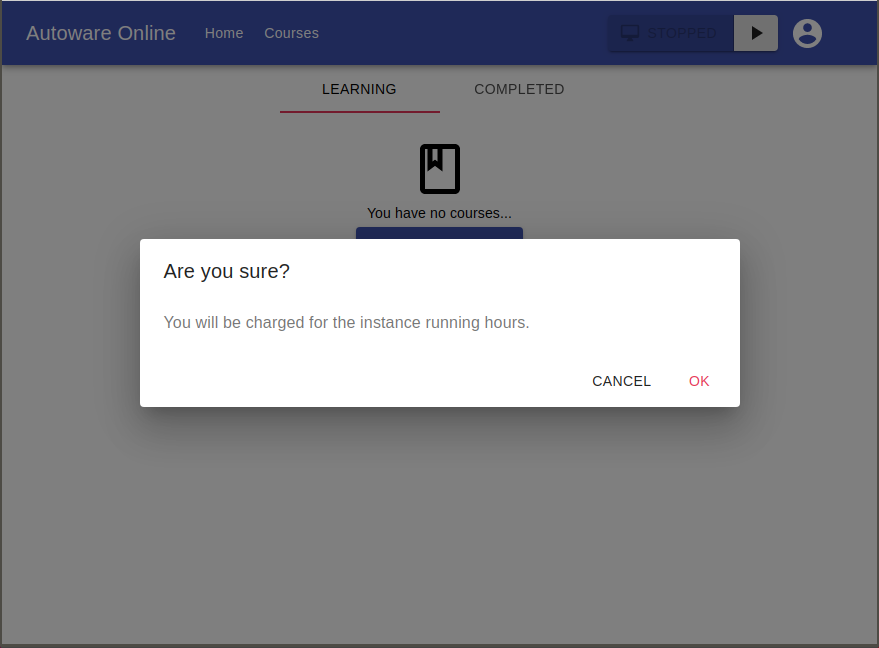 Autoware Online Home Courses STOPPED
LEARNING COMPLETED
You have no courses...
Are you sure?
You will be charged for the instance running hours.
CANCEL OK